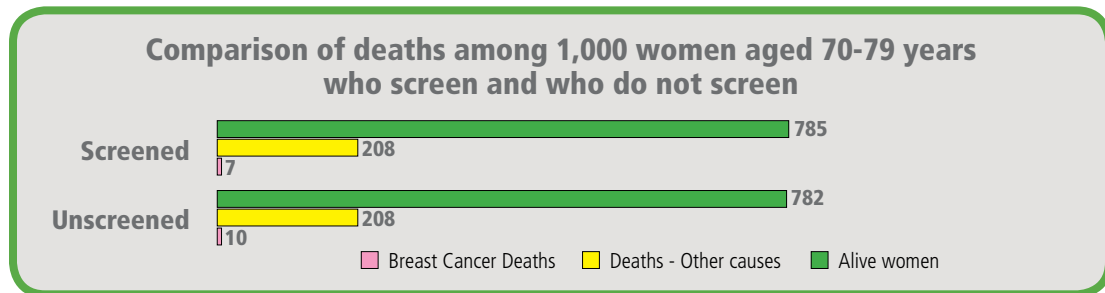 Comparison of deaths among 1,000 women aged 70-79 years
who screen and who do not screen
Screened
785
208
7
Unscreened
782
208
10
Breast Cancer Deaths
Deaths - Other causes
Alive women